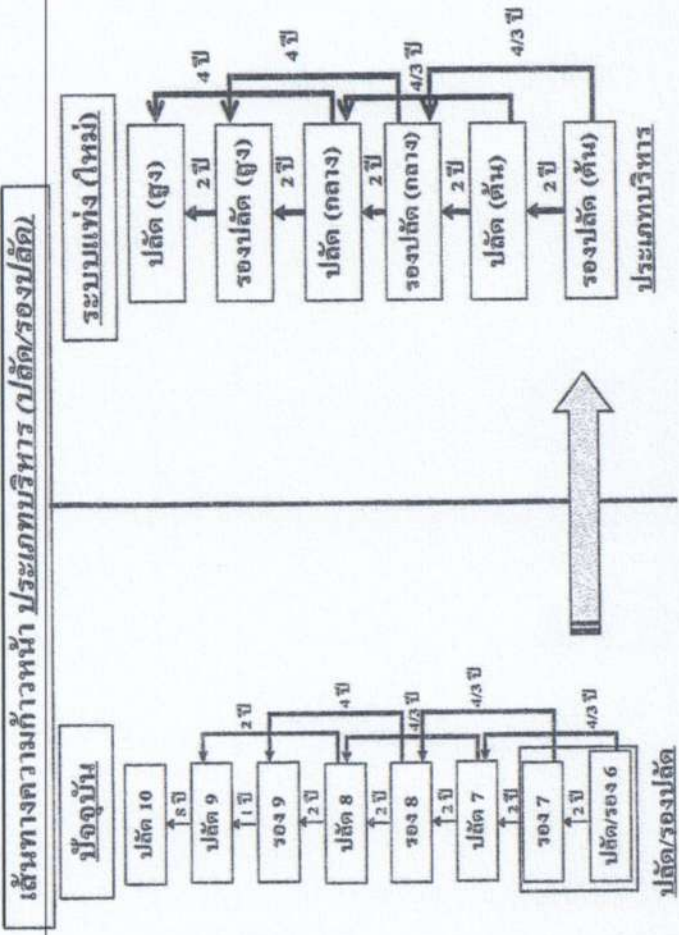 เส้นทางความก้าวหน้า ประเภทบริหาร (ปลัด/รองปลัด)
ปัจจุบัน
ปลัด 10
8 ปี
ปลัด 9
1 ปี
รอง 9
2 ปี
ปลัด 8
2 ปี
รอง 8
2 ปี
ปลัด 7
2 ปี
รอง 7
2 ปี
ปลัด/รอง 6
2 ปี
4 ปี
4/3 ปี
4/3 ปี
4/3 ปี
ปลัด/รองปลัด
ระบบแท่ง (ใหม่)
ปลัด (สูง)
2 ปี
รองปลัด (สูง)
2 ปี
ปลัด (กลาง)
2 ปี
รองปลัด (กลาง)
2 ปี
ปลัด (ต้น)
2 ปี
รองปลัด (ต้น)
4 ปี
4 ปี
4/3 ปี
4/3 ปี
ประเภทบริหาร